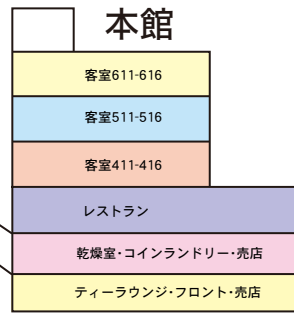 本館
客室611-616
客室511-516
客室411-416
レストラン
乾燥室･コインランドリー･売店
ティーラウンジ･フロント･売店